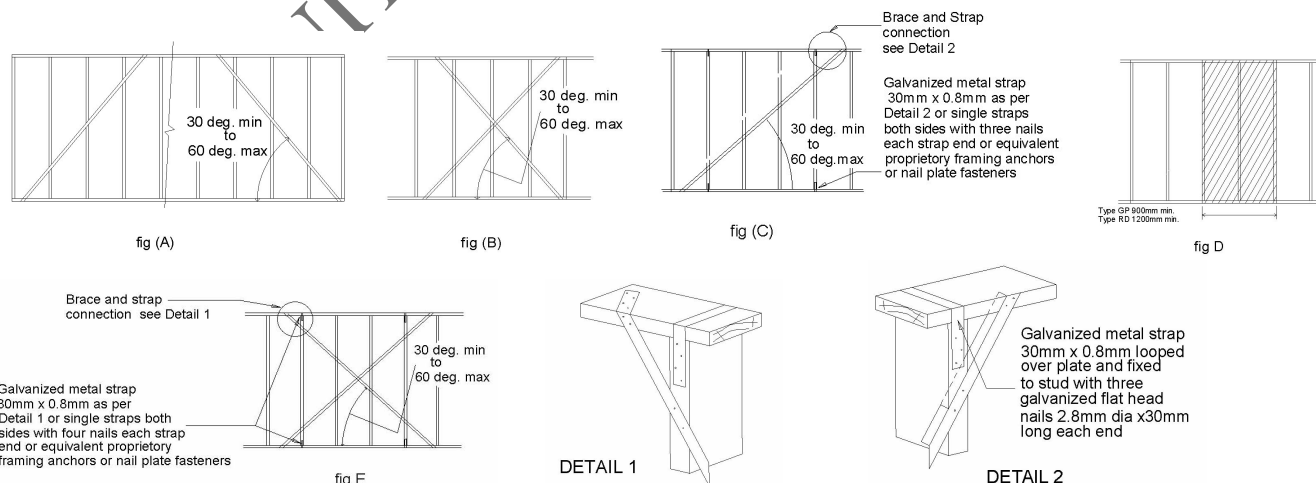 30 deg. min
to
60 deg. max
fig (A)
30 deg. min
to
60 deg. max
fig (B)
Brace and Strap
connection
see Detail 2
Galvanized metal strap
30mm x 0.8mm as per
Detail 2 or single straps
both sides with three nails
each strap end or equivalent
proprietory framing anchors
or nail plate fasteners
30 deg. min
to
60 deg.max
fig (C)
Type GP 900mm min.
Type RD 1200mm min.
fig D
Brace and strap
connection see Detail 1
30 deg. min
to
60 deg. max
Galvanized metal strap
30mm x 0.8mm as per
Detail 1 or single straps both
sides with four nails each strap
end or equivalent proprietory
framing anchors or nail plate fasteners
fig E
DETAIL 1
Galvanized metal strap
30mm x 0.8mm looped
over plate and fixed
to stud with three
galvanized flat head
nails 2.8mm dia x30mm
long each end
DETAIL 2